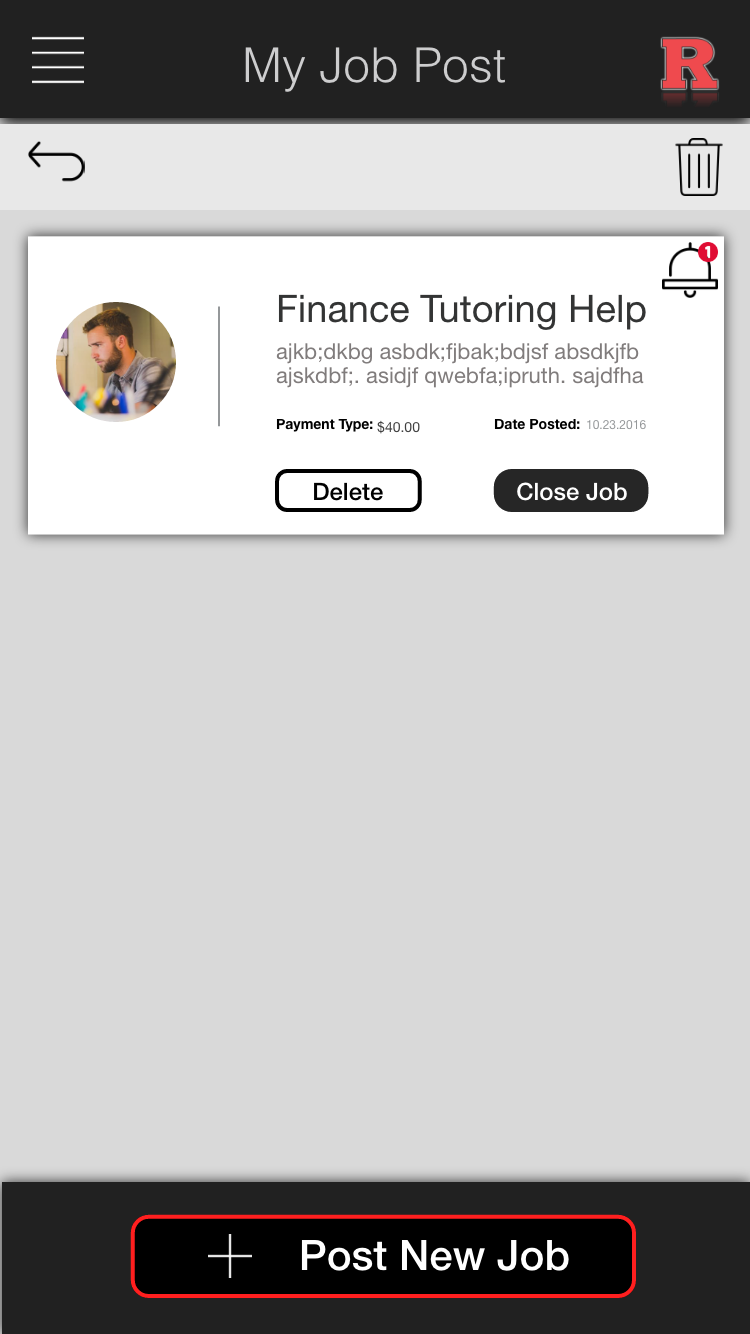 My Job Post
R
1
Finance Tutoring Help
ajkb;dkbg asbdk;fjbak;bdjsf absdkjfb
ajskdbf;. asidjf qwebfa;ipruth. sajdfha
Payment Type: $40.00 Date Posted: 10.23.2016
Delete Close Job
Post New Job